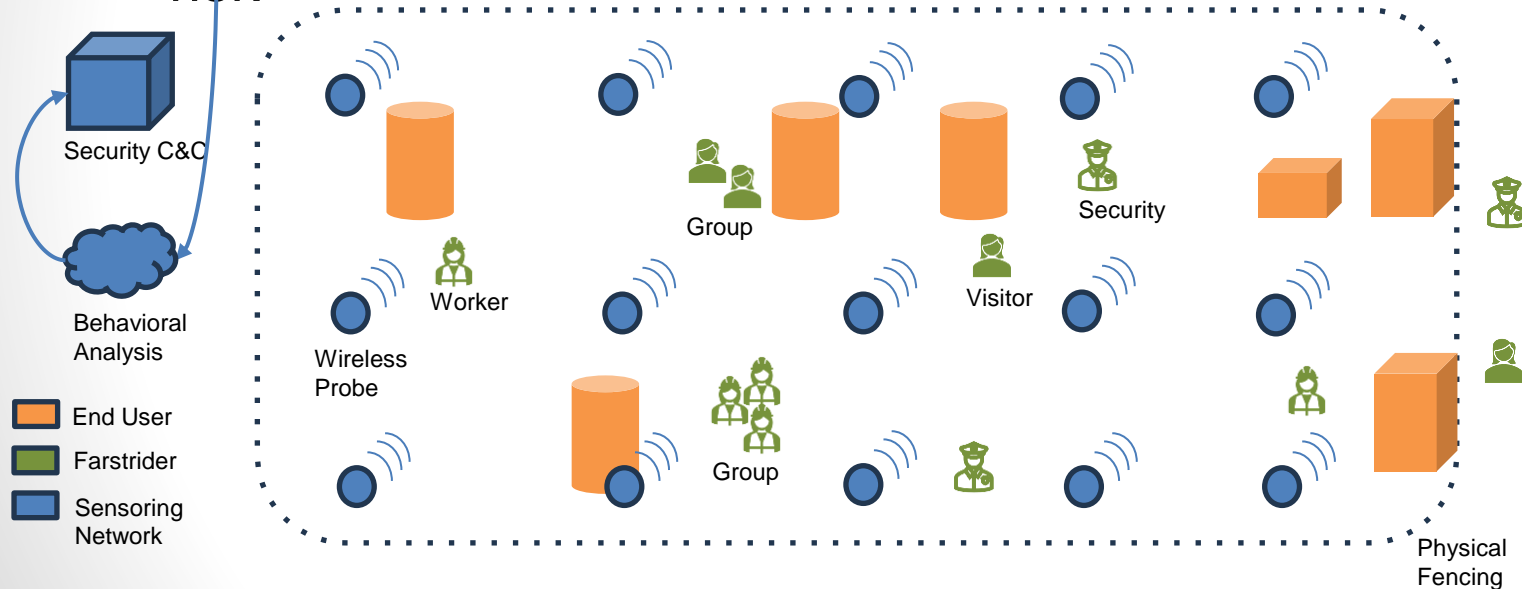 Security C&C
Group
Security
Worker
Visitor
Behavioral
Analysis
Wireless
Probe
End User
Farstrider
Group
Sensoring
Network
Physical
Fencing